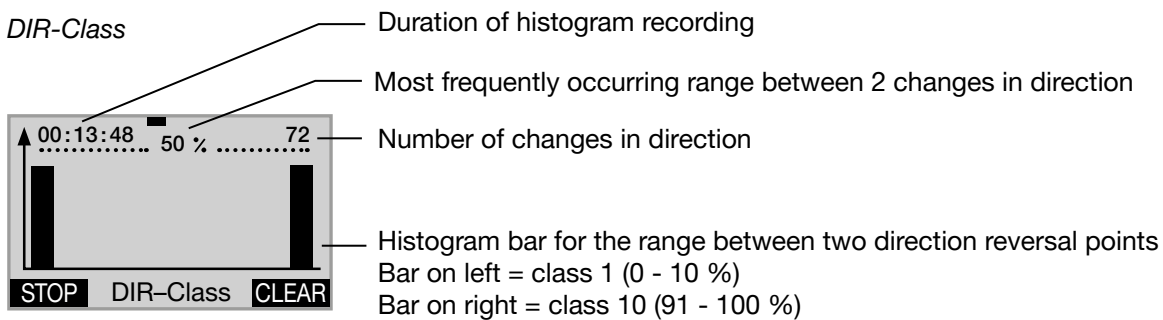 DIR-Class
Duration of histogram recording
Most frequently occurring range between 2 changes in direction
00:13:48
50 %
72
Number of changes in direction
Histogram bar for the range between two direction reversal points
Bar on left = class 1 (0 - 10 %)
Bar on right = class 10 (91 - 100 %)
STOP DIR–Class CLEAR